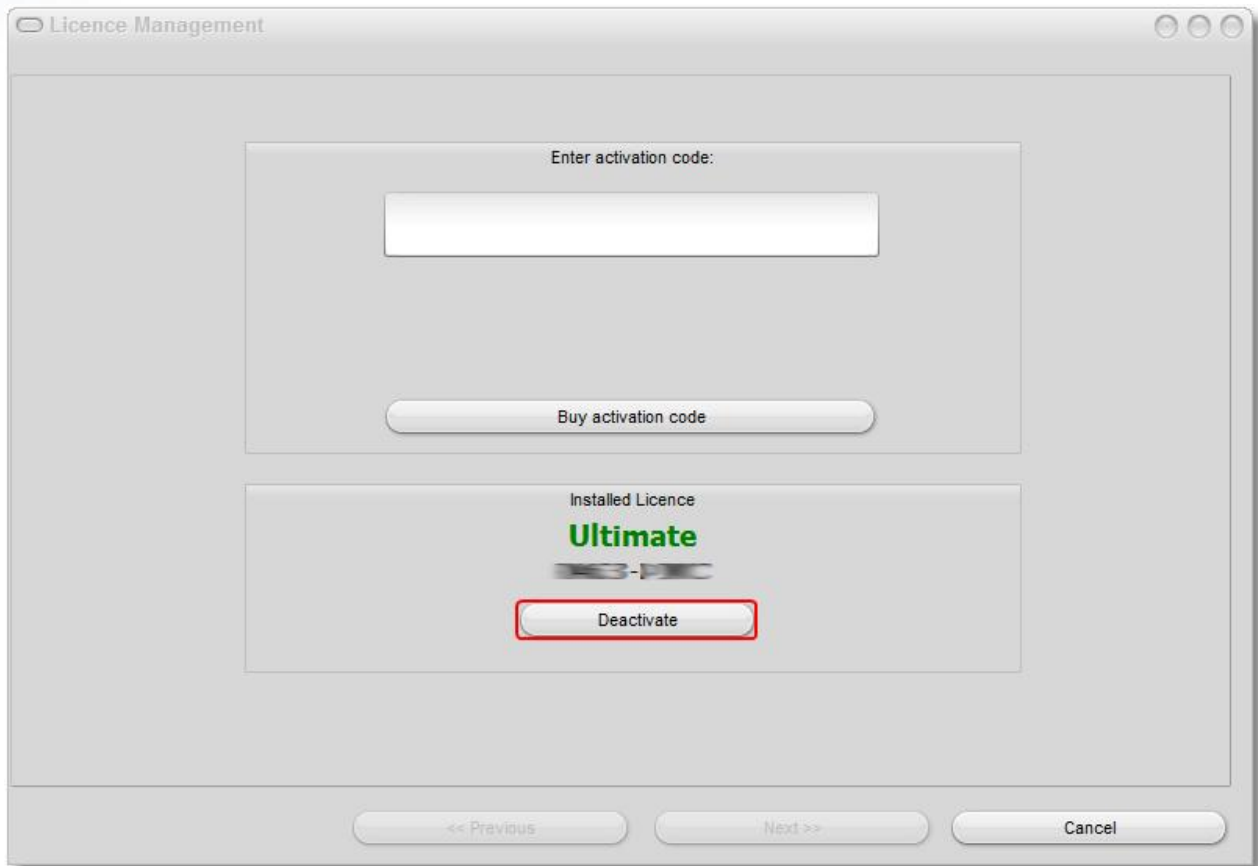 Licence Management
Enter activation code:
Buy activation code
Installed Licence
Ultimate
Deactivate
<< Previous
Next >>
Cancel